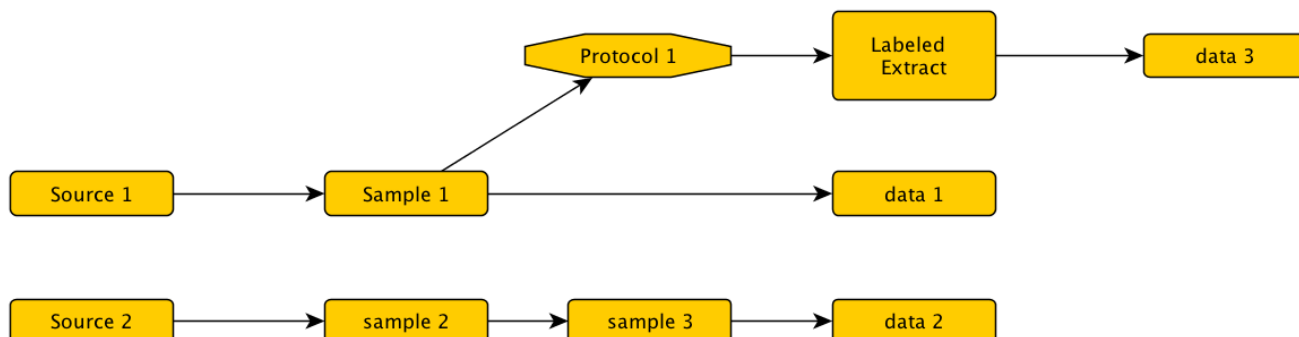 Protocol 1
Labeled
Extract
data 3
Source 1
Sample 1
data 1
Source 2
sample 2
sample 3
data 2